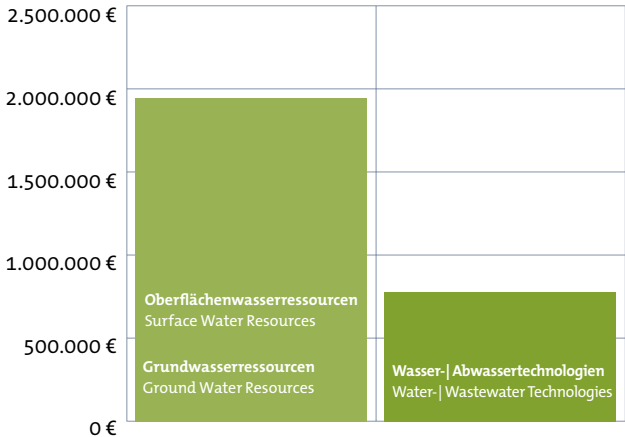 2.500.000 €
2.000.000 €
1.500.000 €
1.000.000 €
500.000 €
0 €
Oberflächenwasserressourcen
Surface Water Resources
Grundwasserressourcen
Ground Water Resources
Wasser-| Abwassertechnologien
Water-| Wastewater Technologies